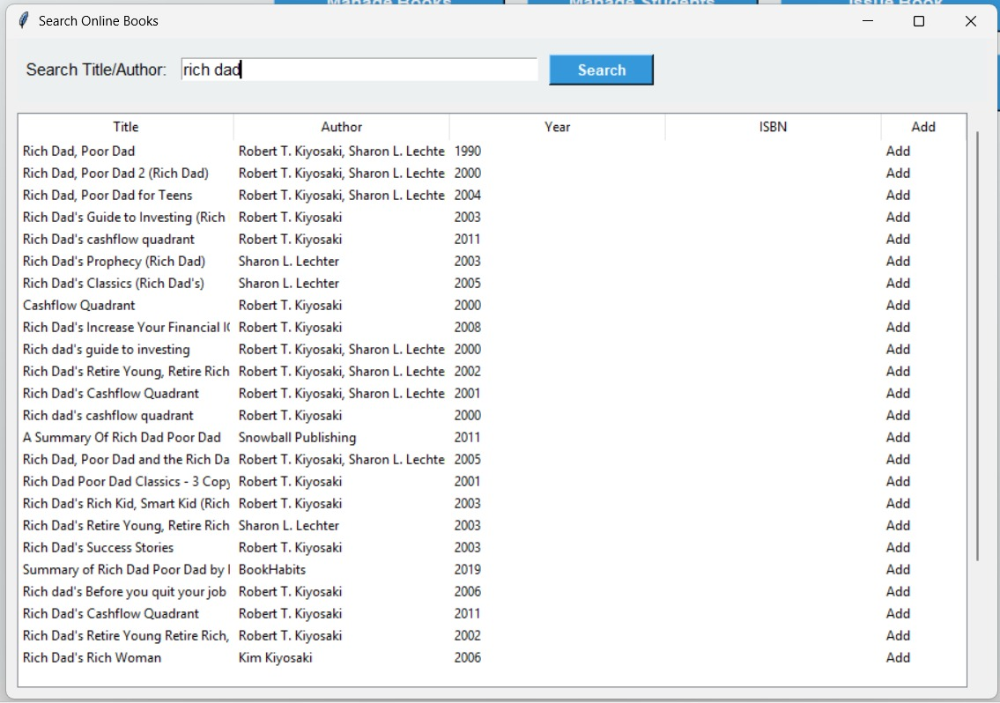 Manage Books Manage Students Issue Book
Search Online Books
Search Title/Author: rich dad Search
Title Author Year ISBN Add
Rich Dad, Poor Dad Robert T. Kiyosaki, Sharon L. Lechte 1990 Add
Rich Dad, Poor Dad 2 (Rich Dad) Robert T. Kiyosaki, Sharon L. Lechte 2000 Add
Rich Dad, Poor Dad for Teens Robert T. Kiyosaki, Sharon L. Lechte 2004 Add
Rich Dad's Guide to Investing (Rich Robert T. Kiyosaki 2003 Add
Rich Dad's cashflow quadrant Robert T. Kiyosaki 2011 Add
Rich Dad's Prophecy (Rich Dad) Sharon L. Lechter 2003 Add
Rich Dad's Classics (Rich Dad's) Sharon L. Lechter 2005 Add
Cashflow Quadrant Robert T. Kiyosaki 2000 Add
Rich Dad's Increase Your Financial Robert T. Kiyosaki 2008 Add
Rich dad's guide to investing Robert T. Kiyosaki, Sharon L. Lechte 2000 Add
Rich Dad's Retire Young, Retire Rich Robert T. Kiyosaki, Sharon L. Lechte 2002 Add
Rich Dad's Cashflow Quadrant Robert T. Kiyosaki, Sharon L. Lechte 2001 Add
Rich dad's cashflow quadrant Robert T. Kiyosaki 2000 Add
A Summary Of Rich Dad Poor Dad Snowball Publishing 2011 Add
Rich Dad, Poor Dad and the Rich Da Robert T. Kiyosaki, Sharon L. Lechte 2005 Add
Rich Dad Poor Dad Classics - 3 Copy Robert T. Kiyosaki 2001 Add
Rich Dad's Rich Kid, Smart Kid (Rich Robert T. Kiyosaki 2003 Add
Rich Dad's Retire Young, Retire Rich Sharon L. Lechter 2003 Add
Rich Dad's Success Stories Robert T. Kiyosaki 2003 Add
Summary of Rich Dad Poor Dad by BookHabits 2019 Add
Rich dad's Before you quit your job Robert T. Kiyosaki 2006 Add
Rich Dad's Cashflow Quadrant Robert T. Kiyosaki 2011 Add
Rich Dad's Retire Young Retire Rich, Robert T. Kiyosaki 2002 Add
Rich Dad's Rich Woman Kim Kiyosaki 2006 Add